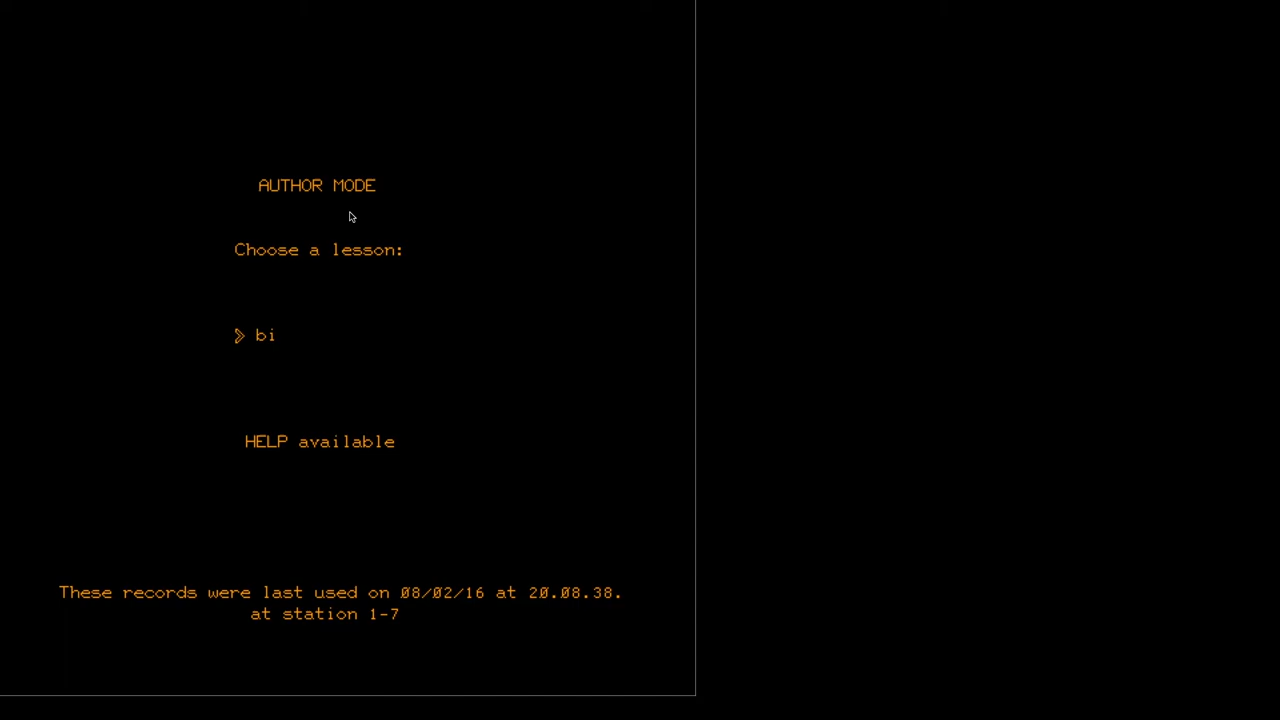 AUTHOR MODE
Choose a lesson:
> bi
HELP available
These records were last used on 08/02/16 at 20.08.38.
at station 1-7